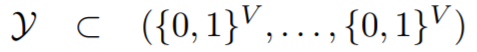 𝒴 ⊂ ({0, 1}^V, . . . , {0, 1}^V)